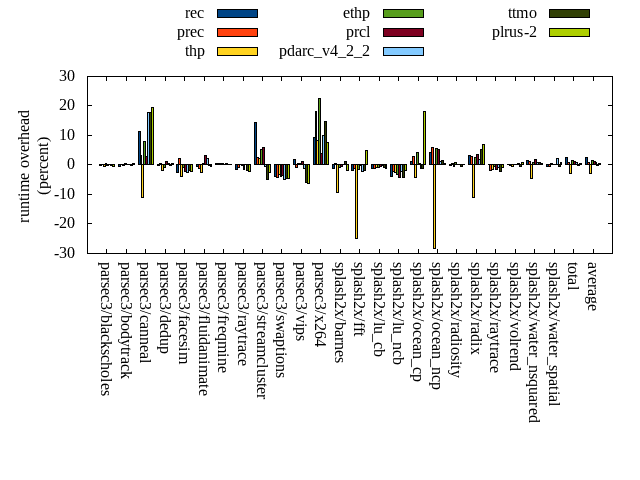 rec ethp ttmo
prec prcl plrus-2
thp pdarc_v4_2_2
runtime overhead
(percent)
30
20
10
0
-10
-20
-30
parsec3/blackscholes
parsec3/bodytrack
parsec3/canneal
parsec3/dedup
parsec3/facesim
parsec3/fluidanimate
parsec3/freqmine
parsec3/raytrace
parsec3/streamcluster
parsec3/swaptions
parsec3/vips
parsec3/x264
splash2x/barnes
splash2x/fft
splash2x/lu_cb
splash2x/lu_ncb
splash2x/ocean_cp
splash2x/ocean_ncp
splash2x/radiosity
splash2x/radix
splash2x/raytrace
splash2x/volrend
splash2x/water_nsquared
splash2x/water_spatial
total
average